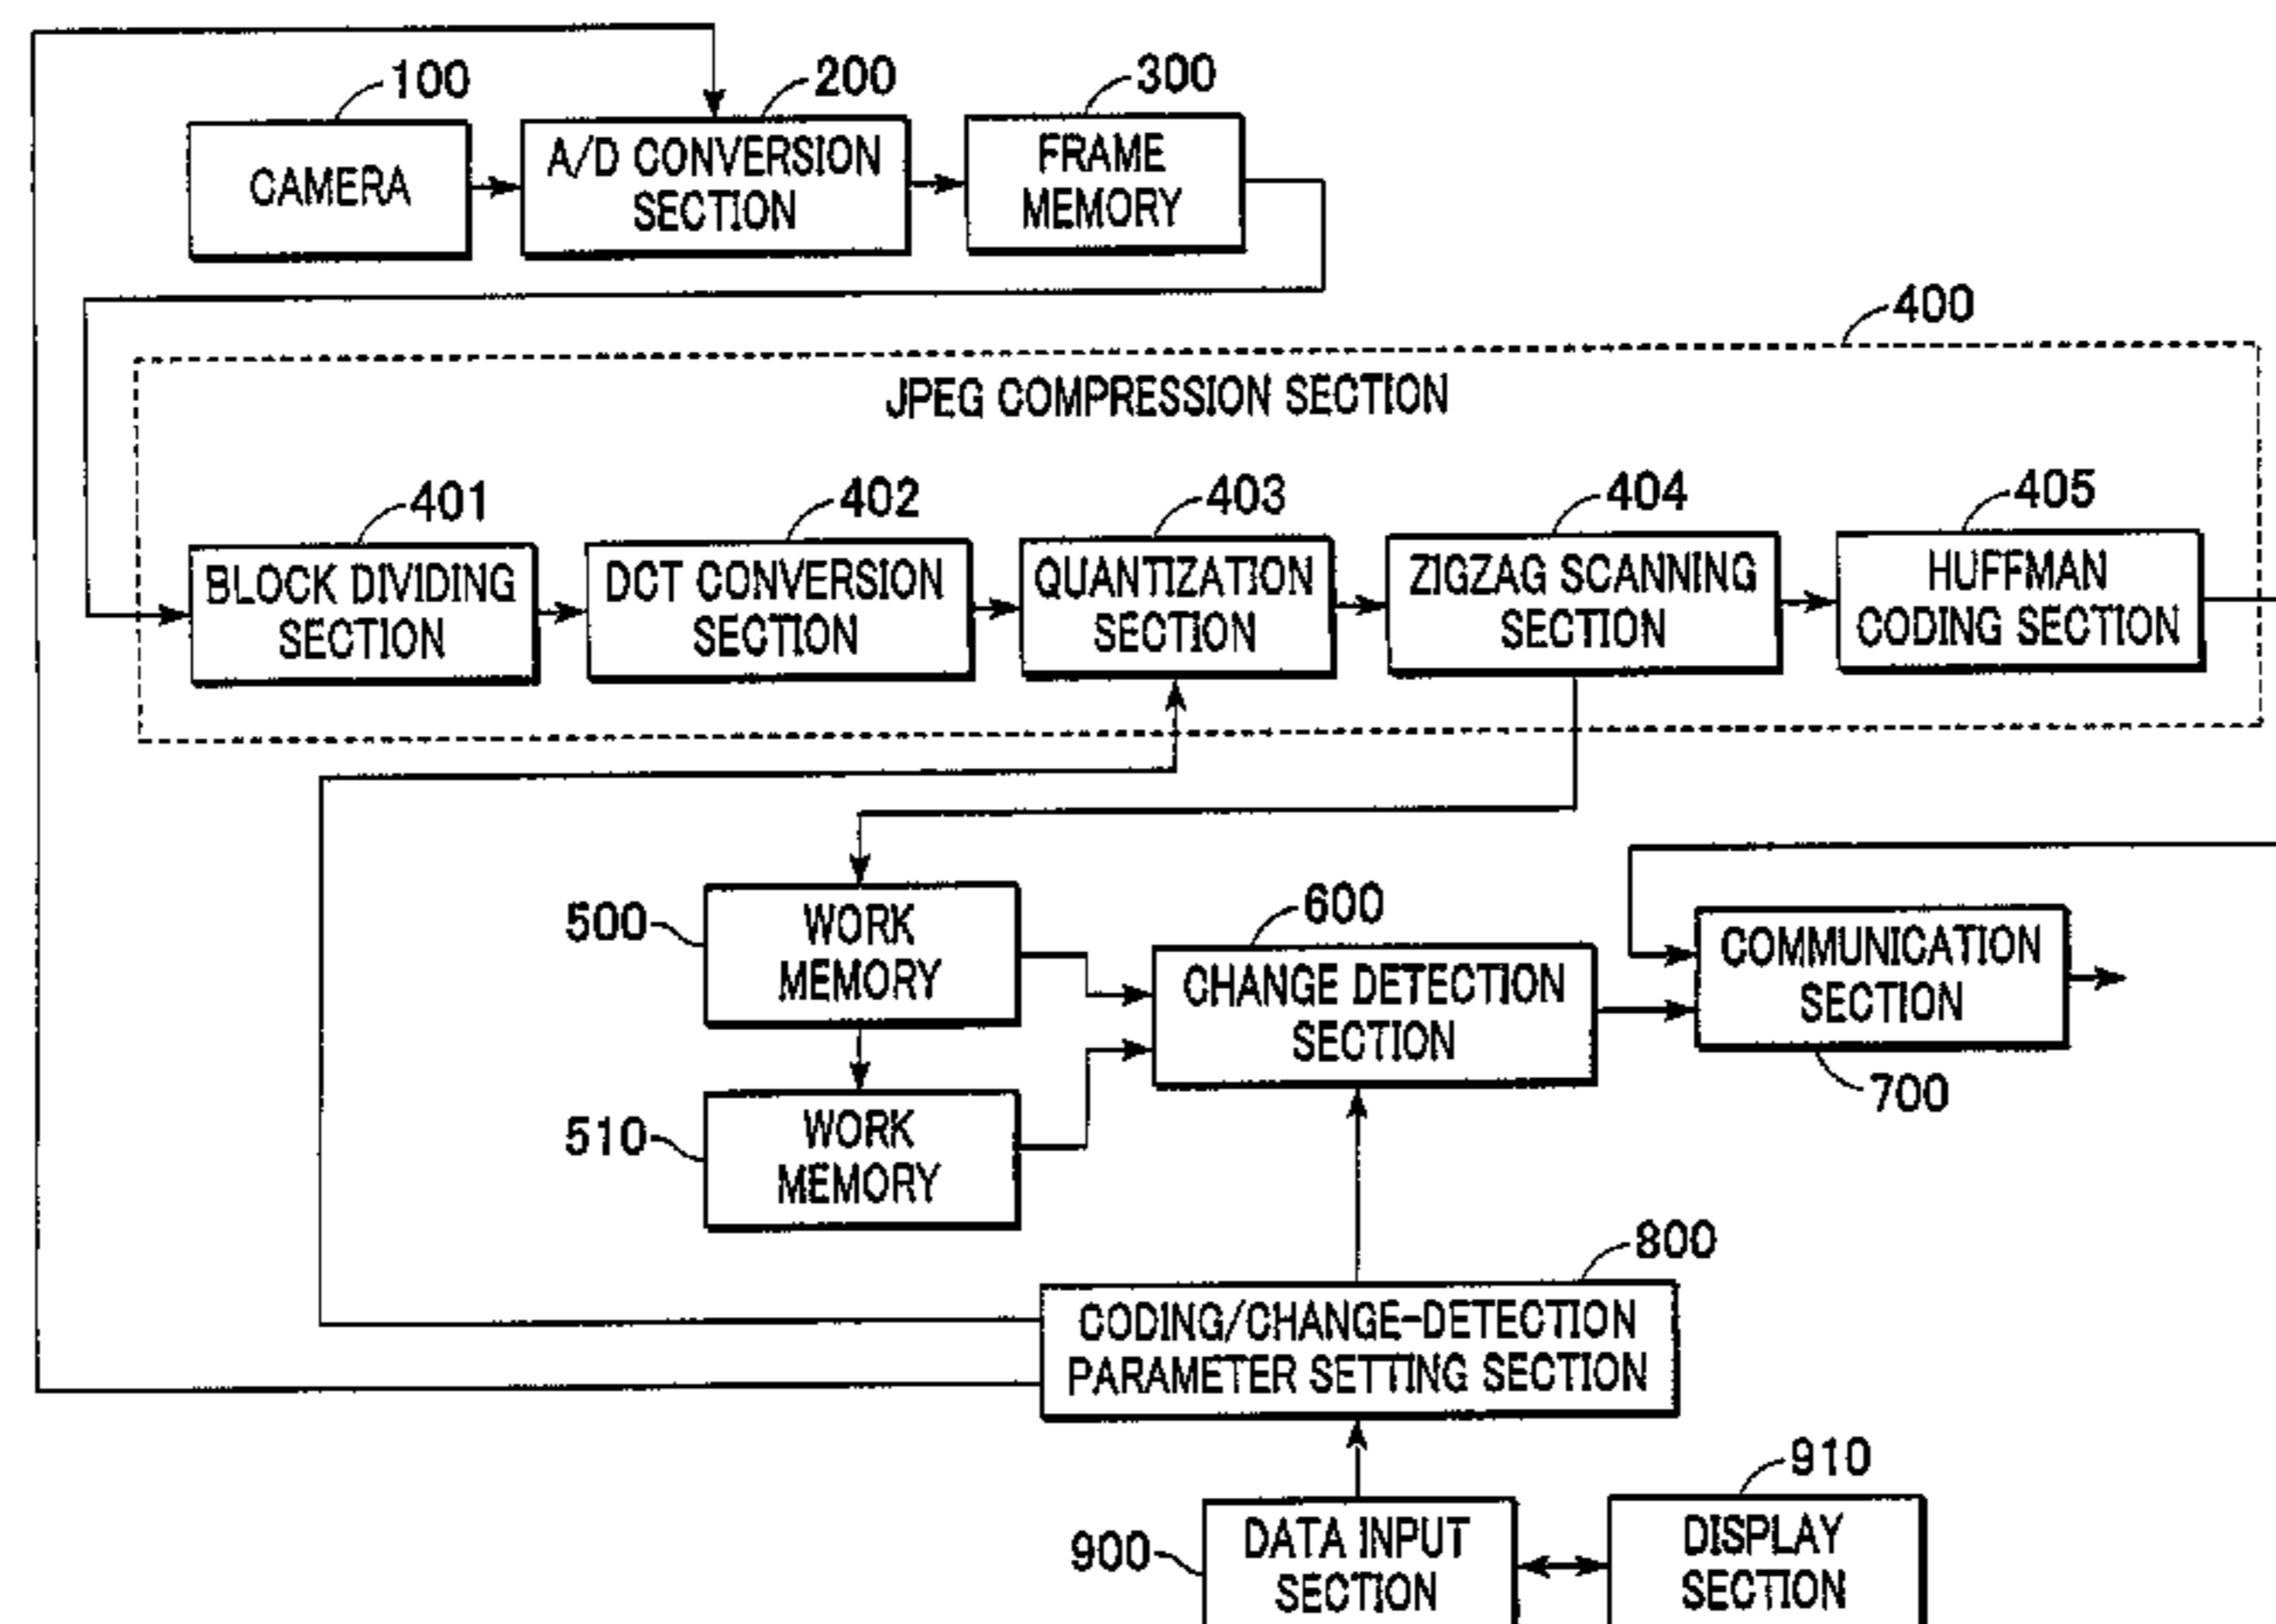 100
200
300
CAMERA
A/D CONVERSION
SECTION
FRAME
MEMORY
400
JPEG COMPRESSION SECTION
401
402
403
404
405
BLOCK DIVIDING
SECTION
DCT CONVERSION
SECTION
QUANTIZATION
SECTION
ZIGZAG SCANNING
SECTION
HUFFMAN
CODING SECTION
500
WORK
MEMORY
600
CHANGE DETECTION
SECTION
COMMUNICATION
SECTION
700
510
WORK
MEMORY
800
CODING/CHANGE-DETECTION
PARAMETER SETTING SECTION
900
DATA INPUT
SECTION
910
DISPLAY
SECTION